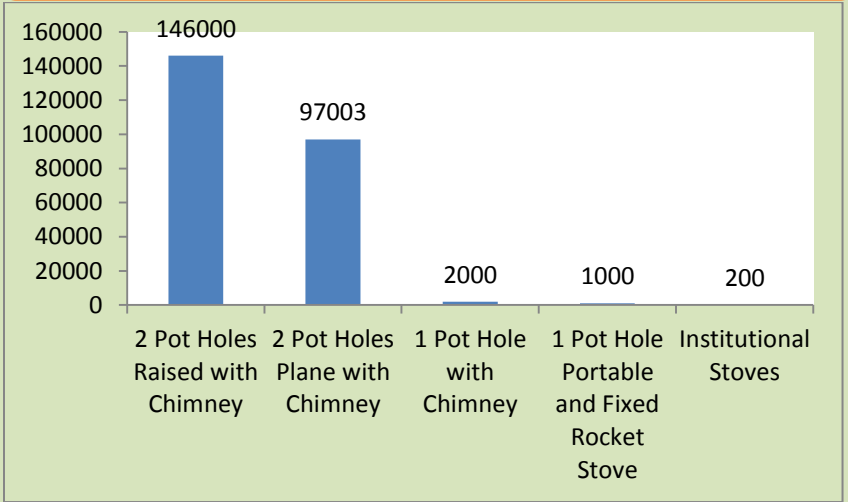 160000
140000
120000
100000
80000
60000
40000
20000
0
146000
97003
2000
1000
200
2 Pot Holes
Raised with
Chimney
2 Pot Holes
Plane with
Chimney
1 Pot Hole
with
Chimney
1 Pot Hole
Portable
and Fixed
Rocket
Stove
Institutional
Stoves